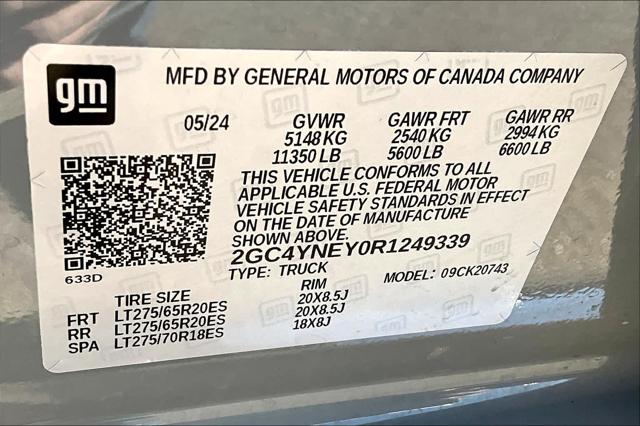 gm
MFD BY GENERAL MOTORS OF CANADA COMPANY
05/24 GVWR GAWR FRT GAWR RR
5148 KG 2540 KG 2994 KG
11350 LB 5600 LB 6600 LB
THIS VEHICLE CONFORMS TO ALL
APPLICABLE U.S. FEDERAL MOTOR
VEHICLE SAFETY STANDARDS IN EFFECT
ON THE DATE OF MANUFACTURE
SHOWN ABOVE.
2GC4YNEY0R1249339
633D TYPE: TRUCK MODEL: 09CK20743
TIRE SIZE RIM
FRT LT275/65R20ES 20X8.5J
RR LT275/65R20ES 20X8.5J
SPA LT275/70R18ES 18X8J